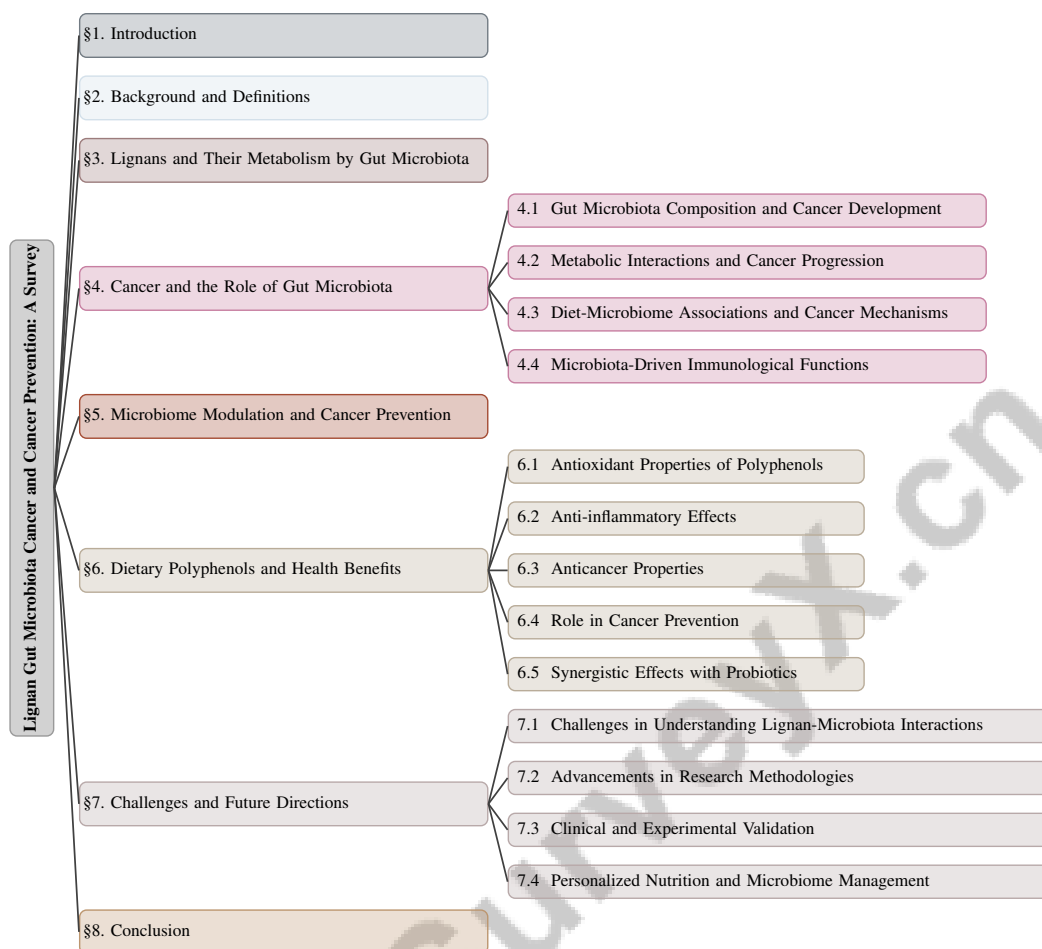 Lignan Gut Microbiota Cancer and Cancer Prevention: A Survey
§1. Introduction
§2. Background and Definitions
§3. Lignans and Their Metabolism by Gut Microbiota
§4. Cancer and the Role of Gut Microbiota
4.1 Gut Microbiota Composition and Cancer Development
4.2 Metabolic Interactions and Cancer Progression
4.3 Diet-Microbiome Associations and Cancer Mechanisms
4.4 Microbiota-Driven Immunological Functions
§5. Microbiome Modulation and Cancer Prevention
§6. Dietary Polyphenols and Health Benefits
6.1 Antioxidant Properties of Polyphenols
6.2 Anti-inflammatory Effects
6.3 Anticancer Properties
6.4 Role in Cancer Prevention
6.5 Synergistic Effects with Probiotics
§7. Challenges and Future Directions
7.1 Challenges in Understanding Lignan-Microbiota Interactions
7.2 Advancements in Research Methodologies
7.3 Clinical and Experimental Validation
7.4 Personalized Nutrition and Microbiome Management
§8. Conclusion
SurveyX.cn